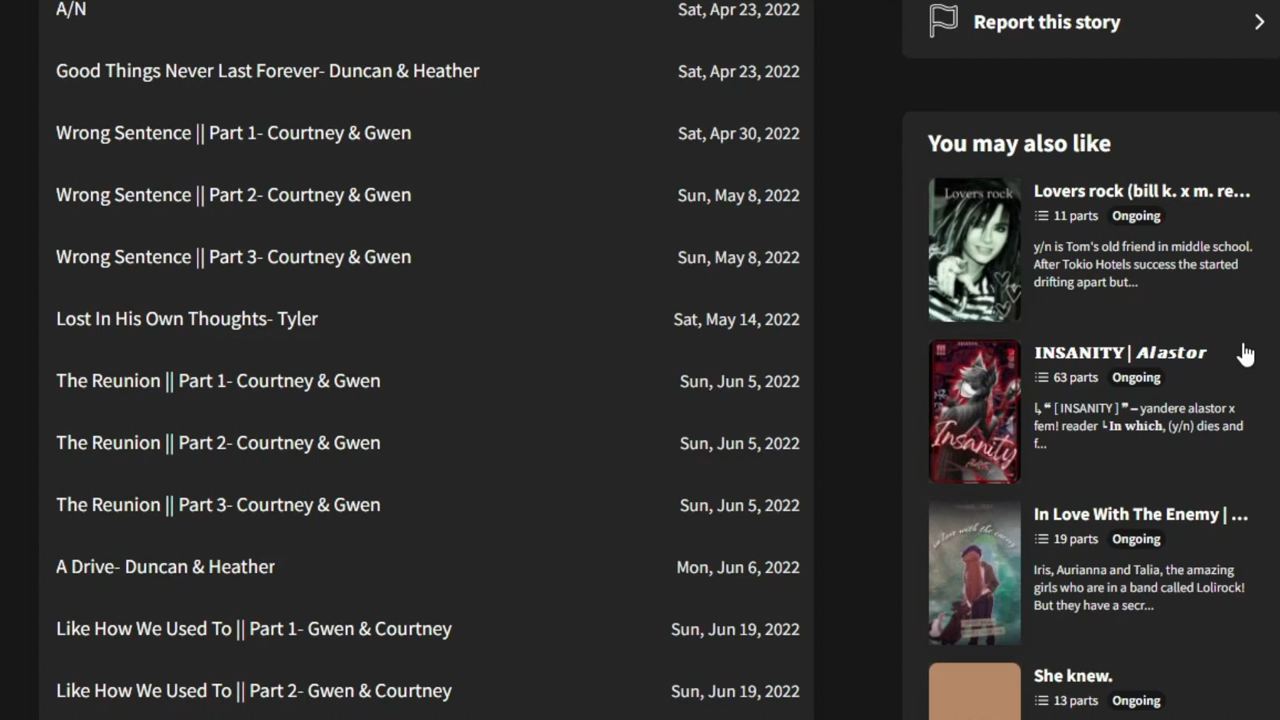 A/N
Sat, Apr 23, 2022
Good Things Never Last Forever- Duncan & Heather
Sat, Apr 23, 2022
Wrong Sentence || Part 1- Courtney & Gwen
Sat, Apr 30, 2022
Wrong Sentence || Part 2- Courtney & Gwen
Sun, May 8, 2022
Wrong Sentence || Part 3- Courtney & Gwen
Sun, May 8, 2022
Lost In His Own Thoughts- Tyler
Sat, May 14, 2022
The Reunion || Part 1- Courtney & Gwen
Sun, Jun 5, 2022
The Reunion || Part 2- Courtney & Gwen
Sun, Jun 5, 2022
The Reunion || Part 3- Courtney & Gwen
Sun, Jun 5, 2022
A Drive- Duncan & Heather
Mon, Jun 6, 2022
Like How We Used To || Part 1- Gwen & Courtney
Sun, Jun 19, 2022
Like How We Used To || Part 2- Gwen & Courtney
Sun, Jun 19, 2022
Report this story
You may also like
Lovers rock
Lovers rock (bill k. x m. re...
11 parts Ongoing
y/n is Tom's old friend in middle school.
After Tokio Hotels success the started
drifting apart but...
Insanity
INSANITY | Alastor
63 parts Ongoing
↳ ❝ [ INSANITY ] ❞ – yandere alastor x
fem! reader ┕ In which, (y/n) dies and
f...
in love with the enemy
In Love With The Enemy | ...
19 parts Ongoing
Iris, Aurianna and Talia, the amazing
girls who are in a band called Lolirock!
But they have a secr...
She knew.
13 parts Ongoing